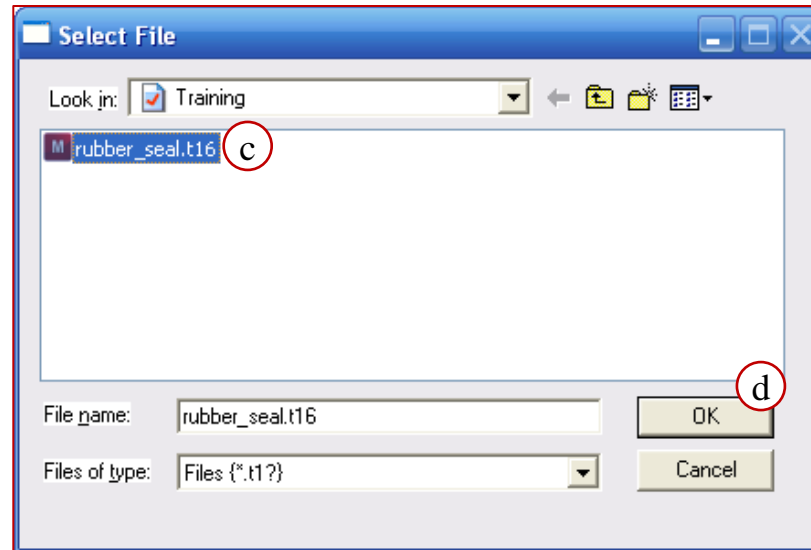 Select File
Look in: Training
M rubber_seal.t16 c
d
File name: rubber_seal.t16 OK
Files of type: Files {*.t1?} Cancel